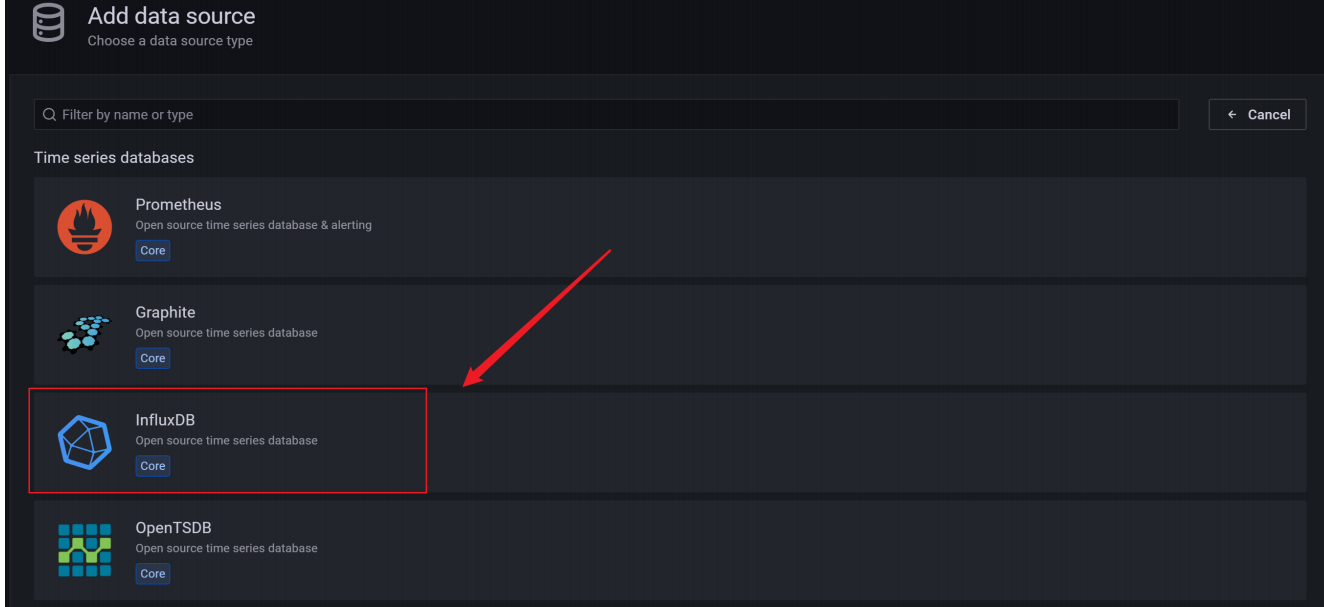 Add data source
Choose a data source type
Filter by name or type
Cancel
Time series databases
Prometheus
Open source time series database & alerting
Core
Graphite
Open source time series database
Core
InfluxDB
Open source time series database
Core
OpenTSDB
Open source time series database
Core